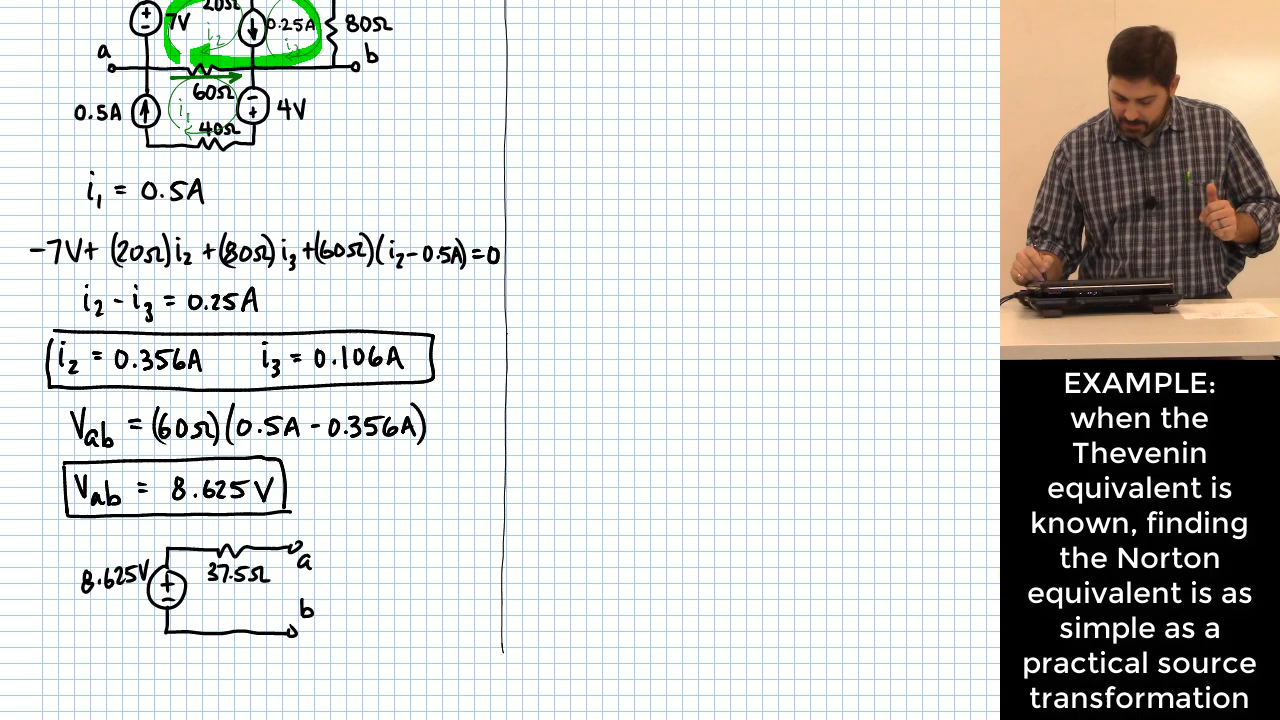 7V
20Ω
0.25A
80Ω
i₂
i₃
a
b
60Ω
0.5A
i₁
4V
40Ω
i₁ = 0.5A
-7V + (20Ω)i₂ + (80Ω)i₃ + (60Ω)(i₂ - 0.5A) = 0
i₂ - i₃ = 0.25A
i₂ = 0.356A i₃ = 0.106A
Vab = (60Ω)(0.5A - 0.356A)
Vab = 8.625V
8.625V
37.5Ω
a
b
EXAMPLE:
when the
Thevenin
equivalent is
known, finding
the Norton
equivalent is as
simple as a
practical source
transformation